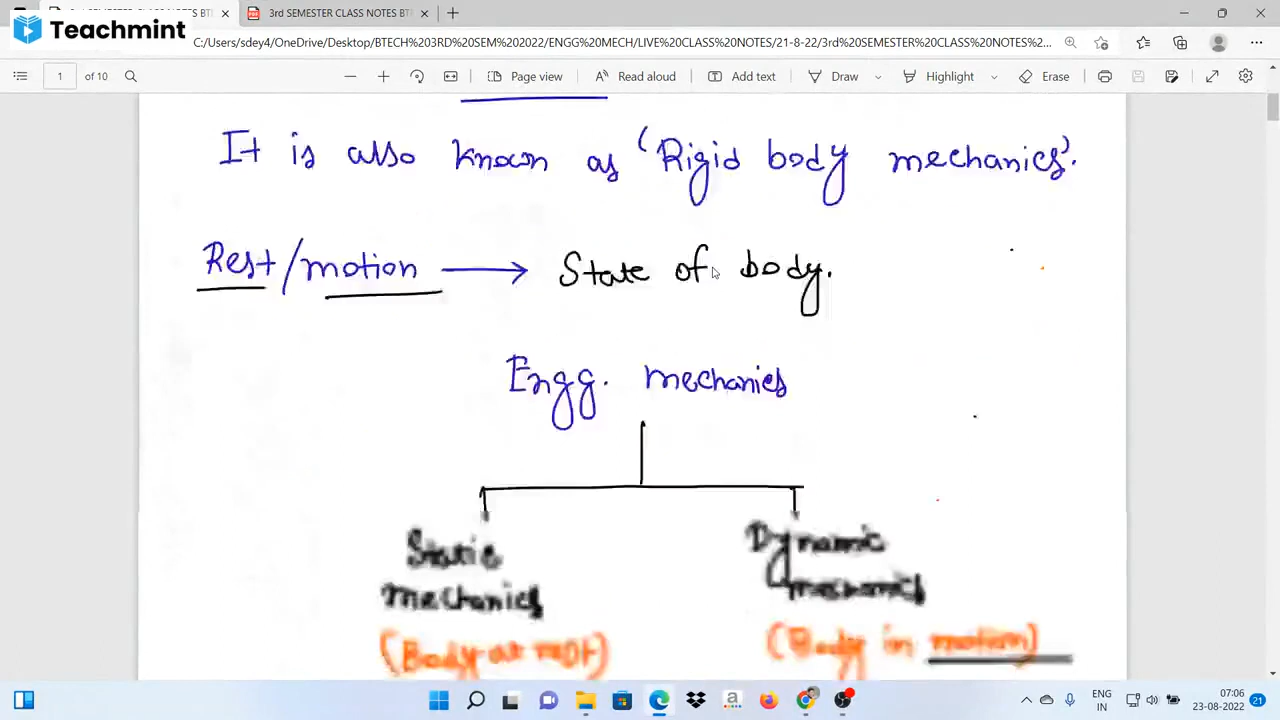 3rd SEMESTER CLASS NOTES BTE
Teachmint
C:/Users/sdey4/OneDrive/Desktop/BTECH%203RD%20SEM%202022/ENGG%20MECH/LIVE%20CLASS%20NOTES/21-8-22/3rd%20SEMESTER%20CLASS%20NOTES%2...
1 of 10 Page view Read aloud Add text Draw Highlight Erase
It is also known as 'Rigid body mechanics'.
Rest/motion → State of body.
Engg. mechanics
Static Dynamic
mechanics mechanics
(Body at rest) (Body in motion)
ENG 07:06
IN 23-08-2022 21